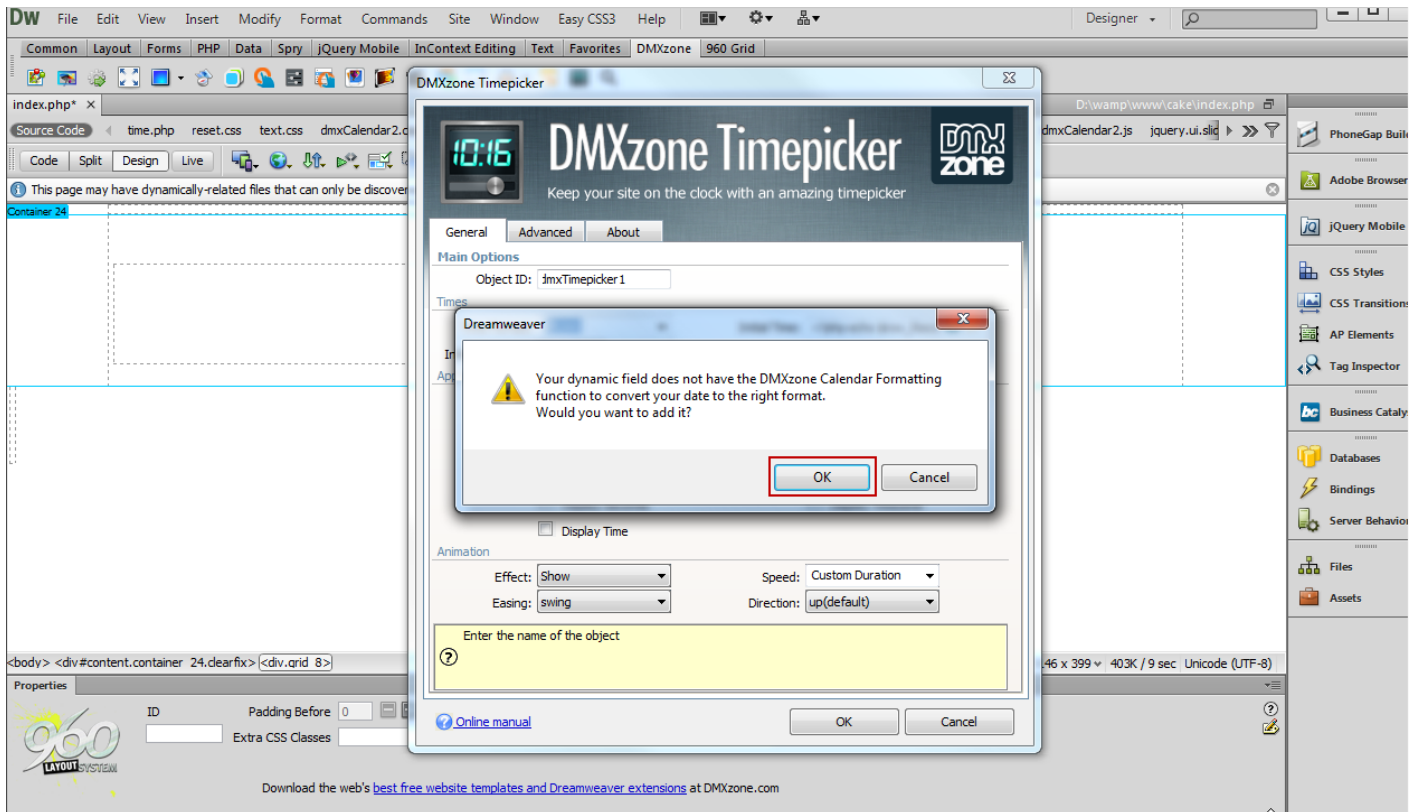 DW File Edit View Insert Modify Format Commands Site Window Easy CSS3 Help Designer
Common Layout Forms PHP Data Spry jQuery Mobile InContext Editing Text Favorites DMXzone 960 Grid
index.php* D:\wamp\www\cake\index.php
Source Code time.php reset.css text.css dmxCalendar2.c dmxCalendar2.js jquery.ui.slid
Code Split Design Live
This page may have dynamically-related files that can only be discover
Container 24
DMXzone Timepicker
10:16
DMXzone Timepicker
DMX zone
Keep your site on the clock with an amazing timepicker
General Advanced About
Main Options
Object ID: dmxTimepicker1
Times
Dreamweaver
Your dynamic field does not have the DMXzone Calendar Formatting
function to convert your date to the right format.
Would you want to add it?
OK Cancel
Display Time
Animation
Effect: Show Speed: Custom Duration
Easing: swing Direction: up(default)
Enter the name of the object
Online manual OK Cancel
PhoneGap Buil
Adobe Browser
jQuery Mobile
CSS Styles
CSS Transitions
AP Elements
Tag Inspector
Business Cataly
Databases
Bindings
Server Behavior
Files
Assets
<body> <div#content.container_24.clearfix> <div.grid_8> 46 x 399 403K / 9 sec Unicode (UTF-8)
Properties
960 LAYOUT SYSTEM
ID Padding Before 0
Extra CSS Classes
Download the web's best free website templates and Dreamweaver extensions at DMXzone.com